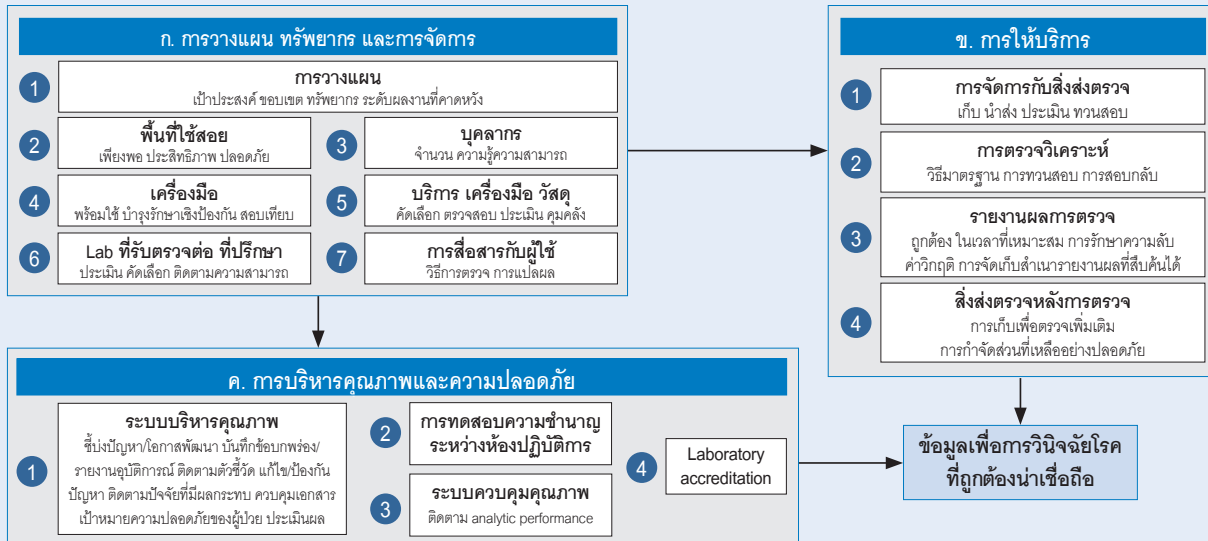 ก. การวางแผน ทรัพยากร และการจัดการ
1
การวางแผน
เป้าประสงค์ ขอบเขต ทรัพยากร ระดับผลงานที่คาดหวัง
2
พื้นที่ใช้สอย
เพียงพอ ประสิทธิภาพ ปลอดภัย
3
บุคลากร
จำนวน ความรู้ความสามารถ
4
เครื่องมือ
พร้อมใช้ บำรุงรักษาเชิงป้องกัน สอบเทียบ
5
บริการ เครื่องมือ วัสดุ
คัดเลือก ตรวจสอบ ประเมิน คุมคลัง
6
Lab ที่รับตรวจต่อ ที่ปรึกษา
ประเมิน คัดเลือก ติดตามความสามารถ
7
การสื่อสารกับผู้ใช้
วิธีการตรวจ การแปลผล
ข. การให้บริการ
1
การจัดการกับสิ่งส่งตรวจ
เก็บ นำส่ง ประเมิน ทวนสอบ
2
การตรวจวิเคราะห์
วิธีมาตรฐาน การทวนสอบ การสอบกลับ
3
รายงานผลการตรวจ
ถูกต้อง ในเวลาที่เหมาะสม การรักษาความลับ
ค่าวิกฤติ การจัดเก็บสำเนารายงานผลที่สืบค้นได้
4
สิ่งส่งตรวจหลังการตรวจ
การเก็บเพื่อตรวจเพิ่มเติม
การกำจัดส่วนที่เหลืออย่างปลอดภัย
ค. การบริหารคุณภาพและความปลอดภัย
1
ระบบบริหารคุณภาพ
ชี้บ่งปัญหา/โอกาสพัฒนา บันทึกข้อบกพร่อง/
รายงานอุบัติการณ์ ติดตามตัวชี้วัด แก้ไข/ป้องกัน
ปัญหา ติดตามปัจจัยที่มีผลกระทบ ควบคุมเอกสาร
เป้าหมายความปลอดภัยของผู้ป่วย ประเมินผล
2
การทดสอบความชำนาญ
ระหว่างห้องปฏิบัติการ
3
ระบบควบคุมคุณภาพ
ติดตาม analytic performance
4
Laboratory
accreditation
ข้อมูลเพื่อการวินิจฉัยโรค
ที่ถูกต้องน่าเชื่อถือ